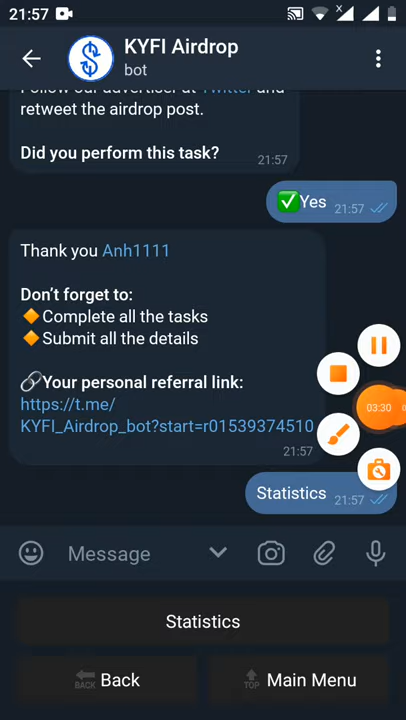 21:57
KYFI Airdrop
bot
Follow our advertiser at Twitter and
retweet the airdrop post.
Did you perform this task?
21:57
✅Yes 21:57
Thank you Anh1111
Don’t forget to:
🔶Complete all the tasks
🔶Submit all the details
🔗Your personal referral link:
https://t.me/
KYFI_Airdrop_bot?start=r01539374510
21:57
03:30
Statistics 21:57
Message
Statistics
BACK Back
TOP Main Menu